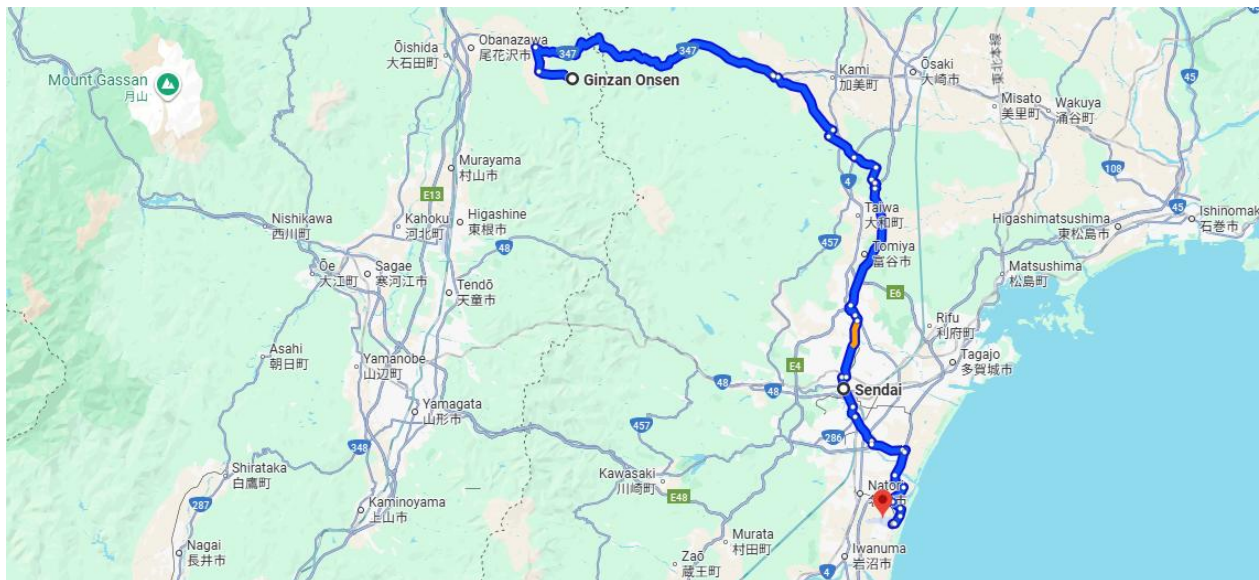 Obanazawa
尾花沢市
Ōishida
大石田町
347
347
Ginzan Onsen
Mount Gassan
月山
Kami
加美町
Ōsaki
大崎市
東北本線
45
Misato
美里町
Wakuya
涌谷町
108
Murayama
村山市
4
E13
Taiwa
大和町
45
Ishinomak
石巻市
Higashimatsushima
東松島市
Nishikawa
西川町
Kahoku
河北町
Higashine
東根市
48
457
Tomiya
富谷市
Matsushima
松島町
Ōe
大江町
Sagae
寒河江市
Tendō
天童市
E6
Rifu
利府町
Asahi
朝日町
Yamanobe
山辺町
E4
Tagajo
多賀城市
48
48
Sendai
Yamagata
山形市
457
286
348
Shirataka
白鷹町
Kawasaki
川崎町
E48
Natori
287
Kaminoyama
上山市
Murata
村田町
Nagai
長井市
Zaō
蔵王町
Iwanuma
岩沼市
4